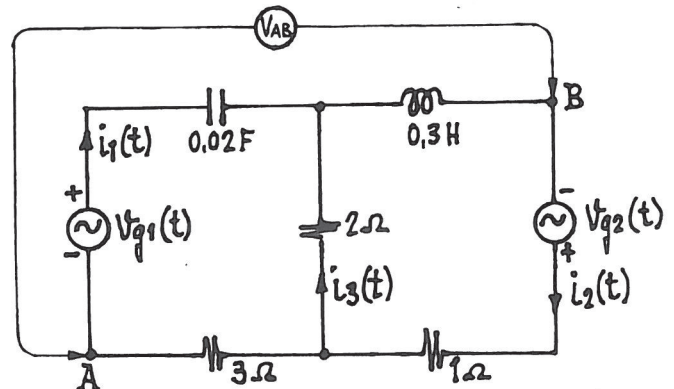 VAB
B
i1(t)
0,02F
0,3H
+
Vg1(t)
-
2Ω
-
Vg2(t)
+
i3(t)
i2(t)
A
3Ω
1Ω